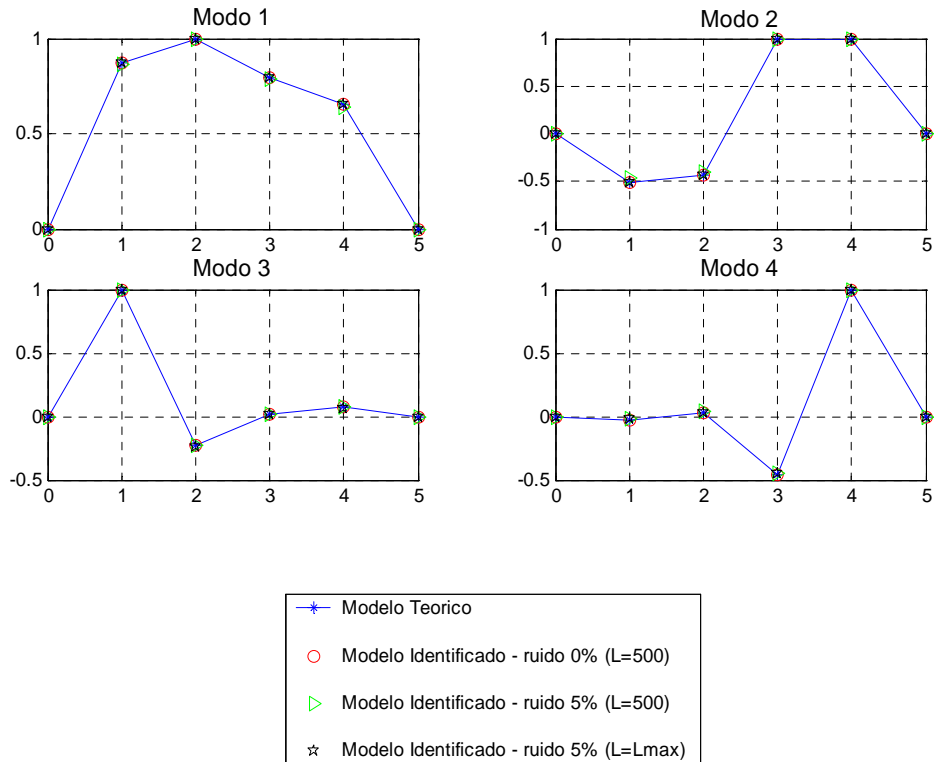 Modo 1
1
0.5
0
0 1 2 3 4 5
Modo 2
1
0.5
0
-0.5
-1
0 1 2 3 4 5
Modo 3
1
0.5
0
-0.5
0 1 2 3 4 5
Modo 4
1
0.5
0
-0.5
0 1 2 3 4 5
Modelo Teorico
Modelo Identificado - ruido 0% (L=500)
Modelo Identificado - ruido 5% (L=500)
Modelo Identificado - ruido 5% (L=Lmax)